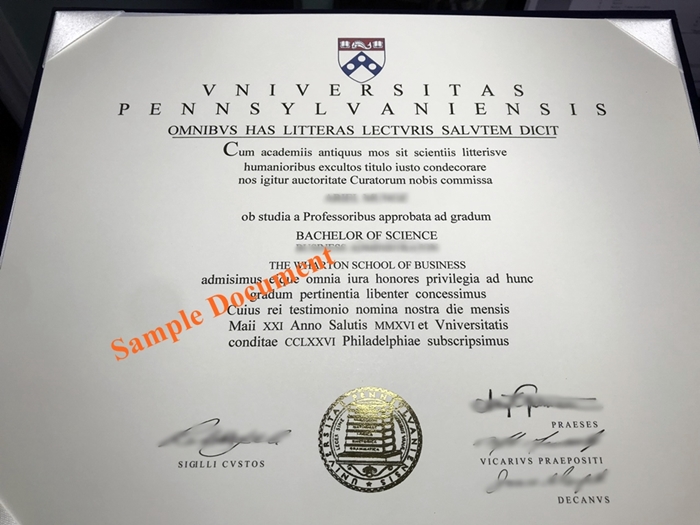 VNIVERSITAS
PENNSYLVANIENSIS
OMNIBVS HAS LITTERAS LECTVRIS SALVTEM DICIT
Cum academiis antiquus mos sit scientiis litterisve
humanioribus excultos titulo iusto condecorare
nos igitur auctoritate Curatorum nobis commissa
ob studia a Professoribus approbata ad gradum
BACHELOR OF SCIENCE
THE WHARTON SCHOOL OF BUSINESS
admisimus eique omnia iura honores privilegia ad hunc
gradum pertinentia libenter concessimus
Cuius rei testimonio nomina nostra die mensis
Maii XXI Anno Salutis MMXVI et Vniversitatis
conditae CCLXXVI Philadelphiae subscripsimus
Sample Document
UNIVERSITAS PENNSYLVANIENSIS
SIGILLI CVSTOS
PRAESES
VICARIVS PRAEPOSITI
DECANVS